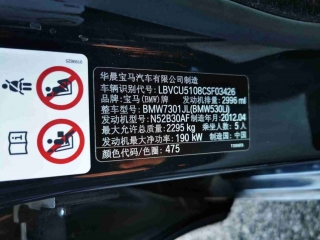 华晨宝马汽车有限公司制造
车辆识别代号: LBVCU5108CSF03426
品牌: 宝马(BMW)牌 发动机排量: 2996 ml
整车型号: BMW7301JL(BMW530Li)
发动机型号: N52B30AF 制造年月: 2012.04
最大允许总质量: 2295 kg 乘坐人数: 5人
发动机最大净功率: 190 kW 制造国: 中国
颜色代码/色圈: 475